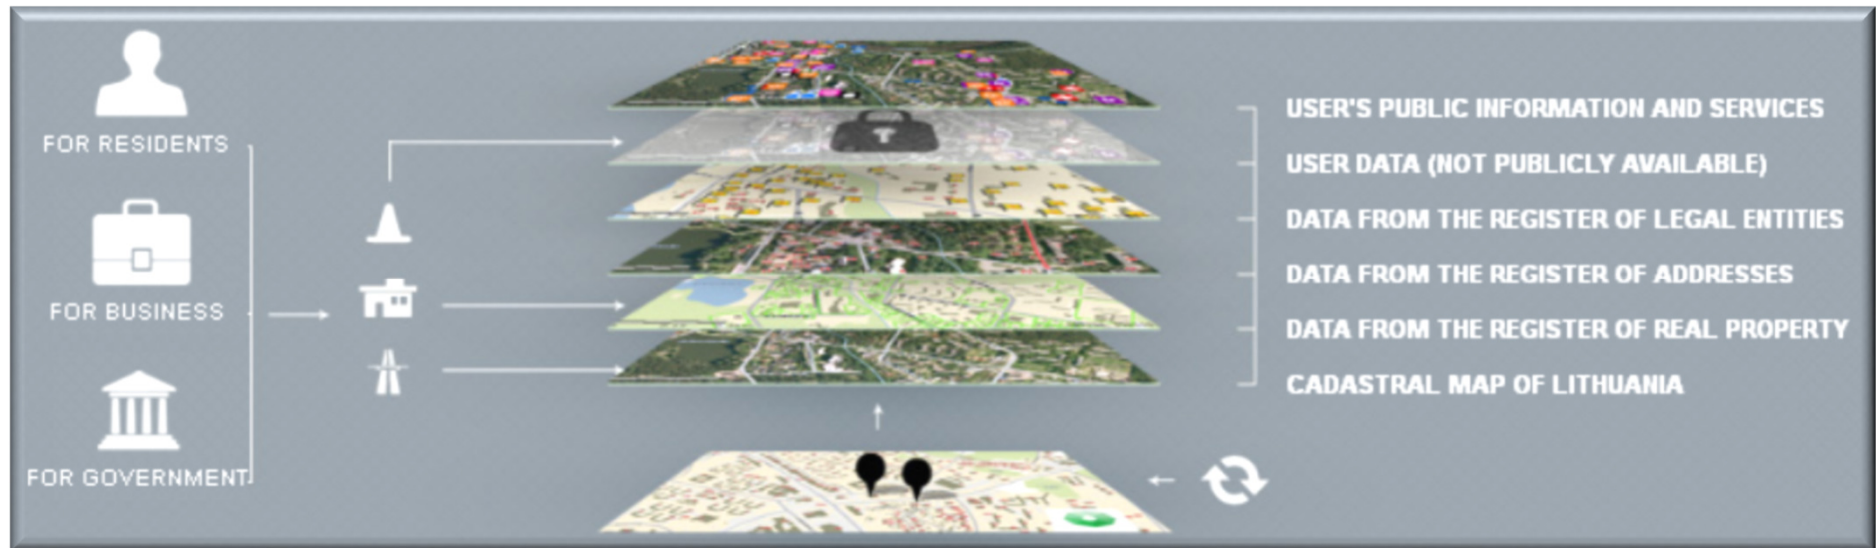 FOR RESIDENTS
FOR BUSINESS
FOR GOVERNMENT
USER'S PUBLIC INFORMATION AND SERVICES
USER DATA (NOT PUBLICLY AVAILABLE)
DATA FROM THE REGISTER OF LEGAL ENTITIES
DATA FROM THE REGISTER OF ADDRESSES
DATA FROM THE REGISTER OF REAL PROPERTY
CADASTRAL MAP OF LITHUANIA